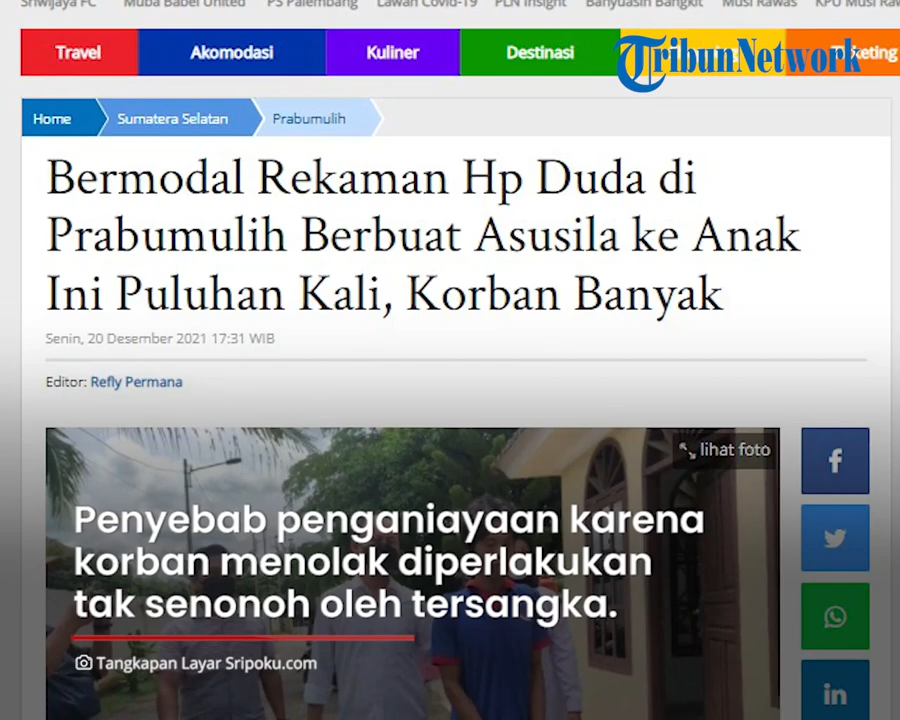 Sriwijaya FC Muba Babel United PS Palembang Lawan Covid-19 PLN Insight Banyuasin Bangkit Musi Rawas KPU Musi Raw
Travel Akomodasi Kuliner Destinasi
TribunNetwork
Home Sumatera Selatan Prabumulih
Bermodal Rekaman Hp Duda di
Prabumulih Berbuat Asusila ke Anak
Ini Puluhan Kali, Korban Banyak
Senin, 20 Desember 2021 17:31 WIB
Editor: Refly Permana
lihat foto
Penyebab penganiayaan karena
korban menolak diperlakukan
tak senonoh oleh tersangka.
Tangkapan Layar Sripoku.com